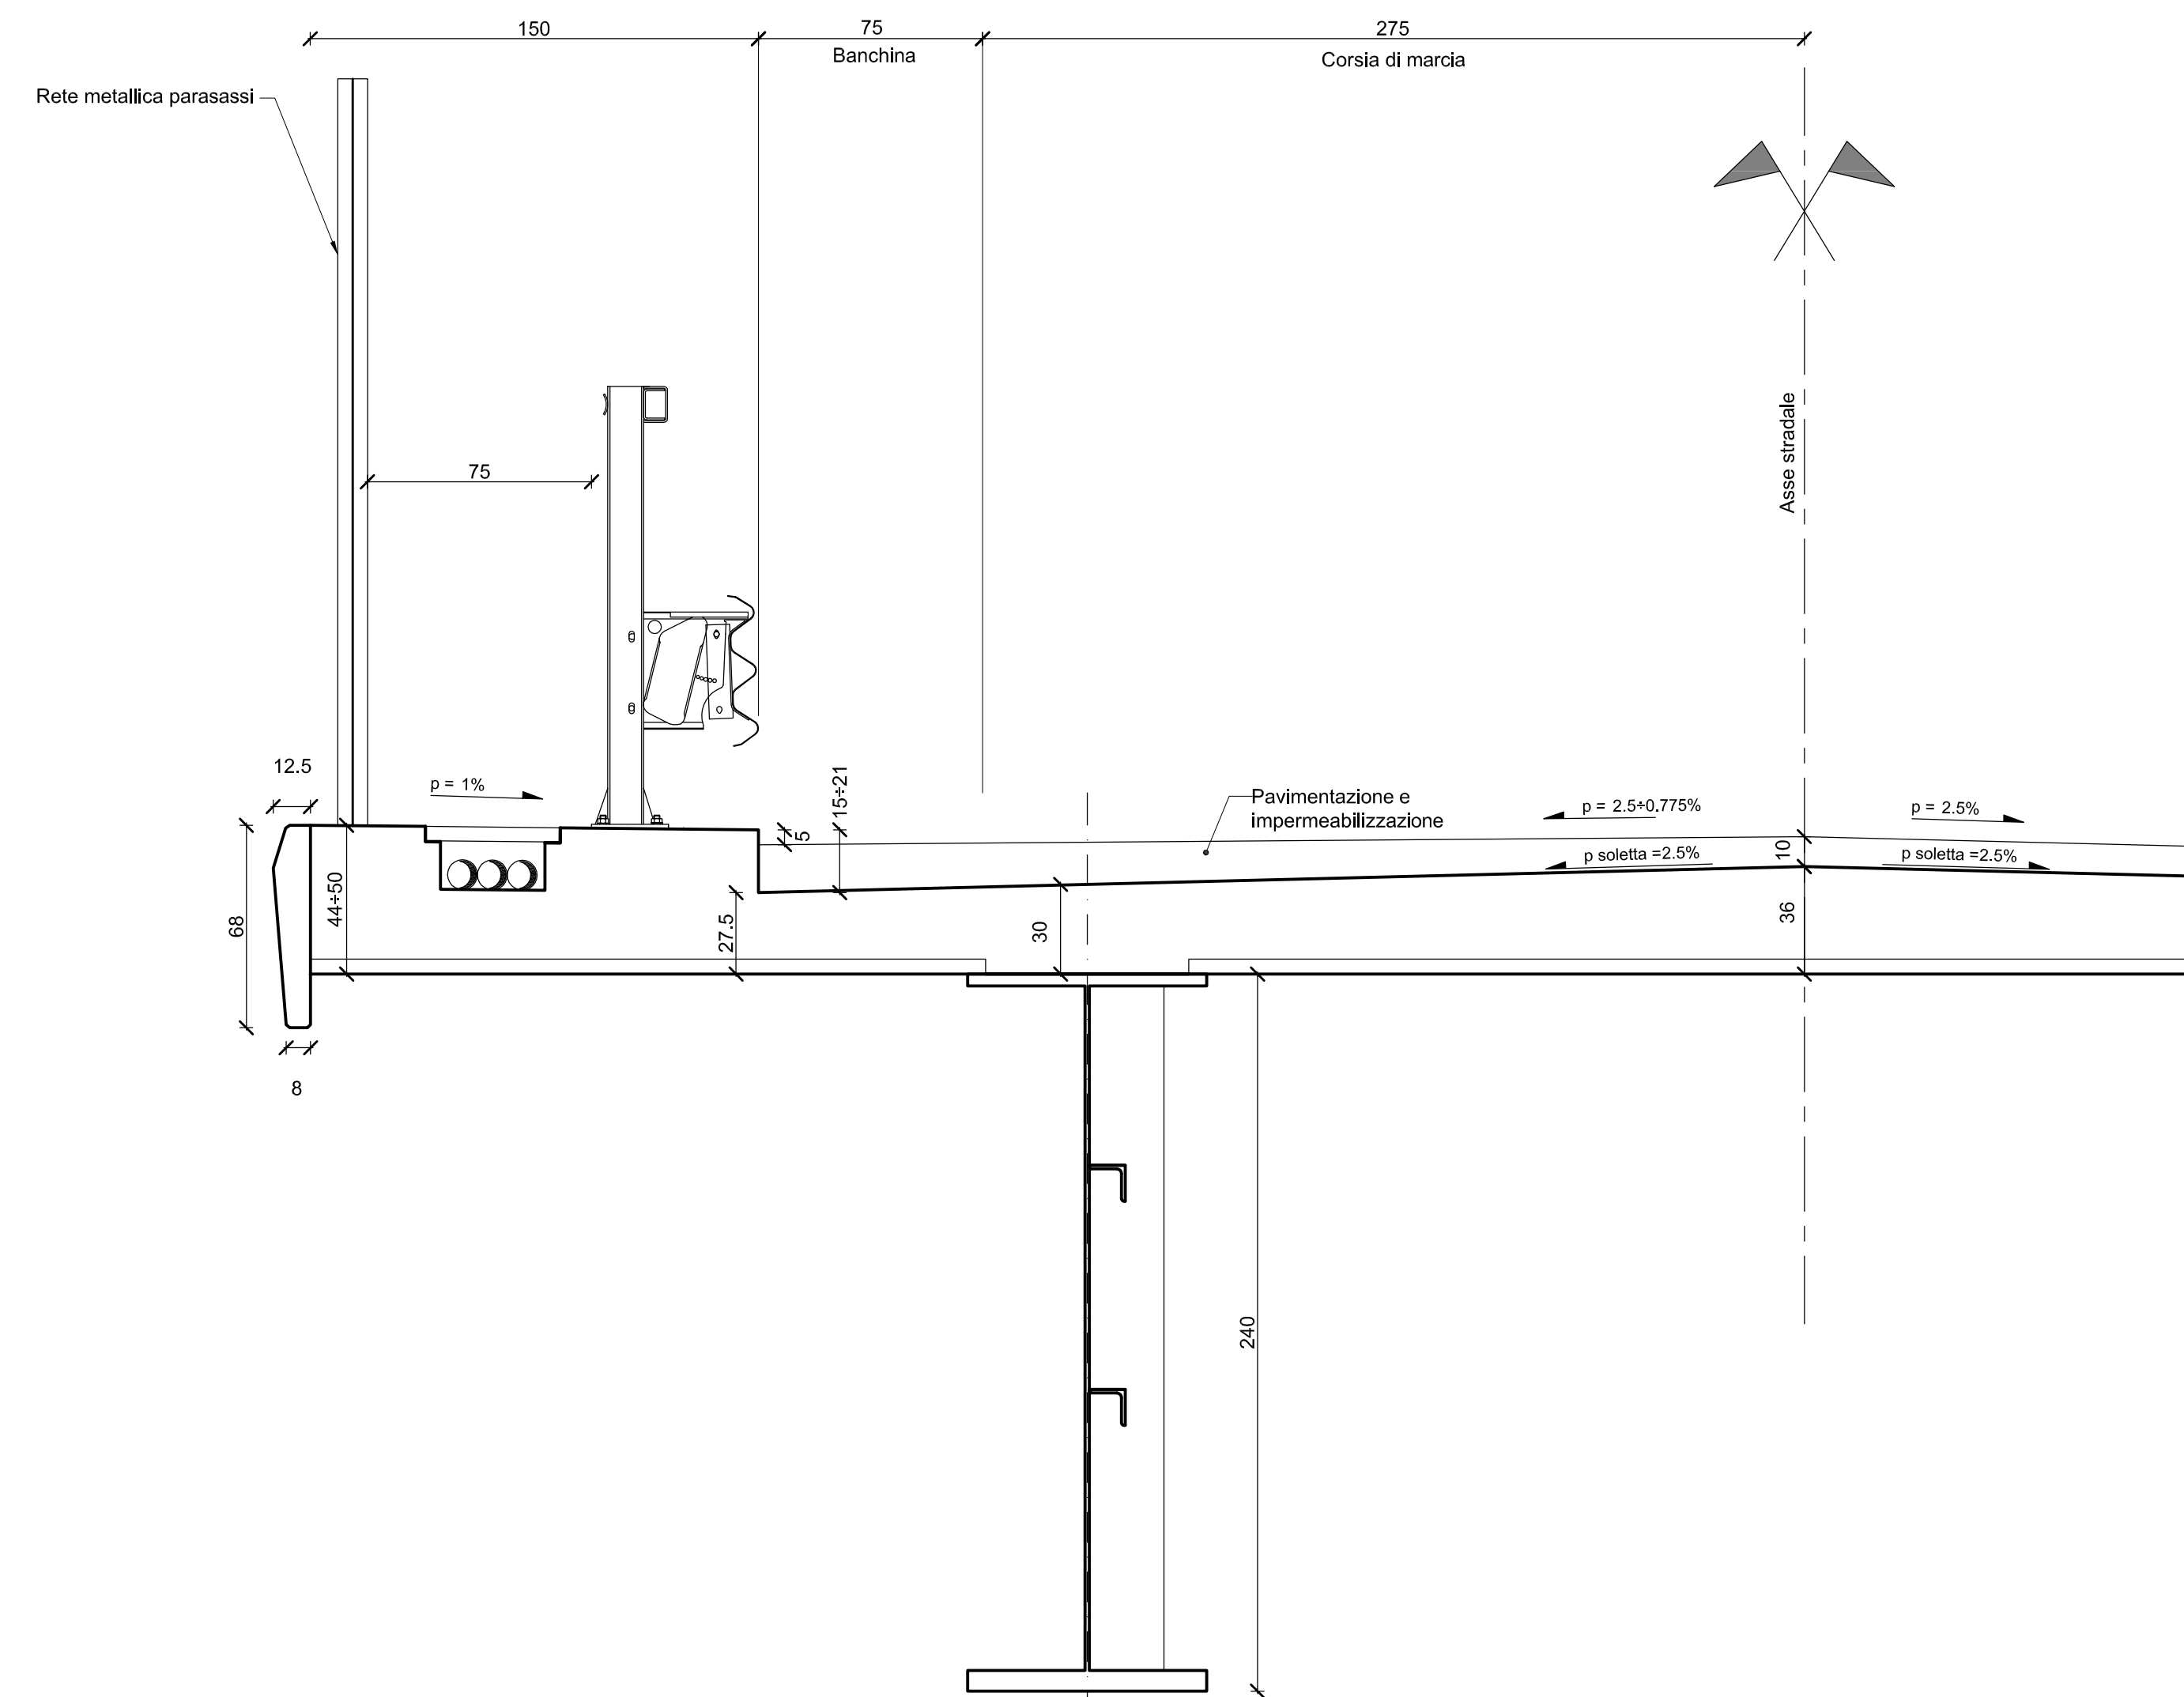 150
75
275
Banchina
Corsia di marcia
Rete metallica parasassi
Asse stradale
75
12.5
p = 1%
15÷21
5
Pavimentazione e
impermeabilizzazione
p = 2.5÷0.775%
p = 2.5%
p soletta =2.5%
p soletta =2.5%
10
44÷50
68
27.5
30
36
8
240